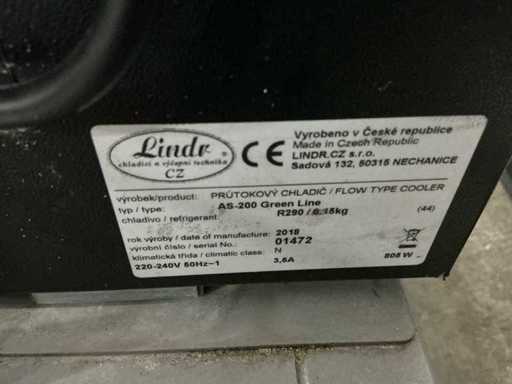 Lindr
chladicí a výčepní technika
CZ
CE
Vyrobeno v České republice
Made in Czech Republic
LINDR.CZ s.r.o.
Sadová 132, 50315 NECHANICE
výrobek/product: PRŮTOKOVÝ CHLADIČ / FLOW TYPE COOLER
typ / type: AS-200 Green Line
chladivo / refrigerant: R290 / 0.15kg (44)
rok výroby / date of manufacture: 2018
výrobní číslo / serial No.: 01472
klimatická třída / climatic class: N
220-240V 50Hz~1 3,5A 805 W